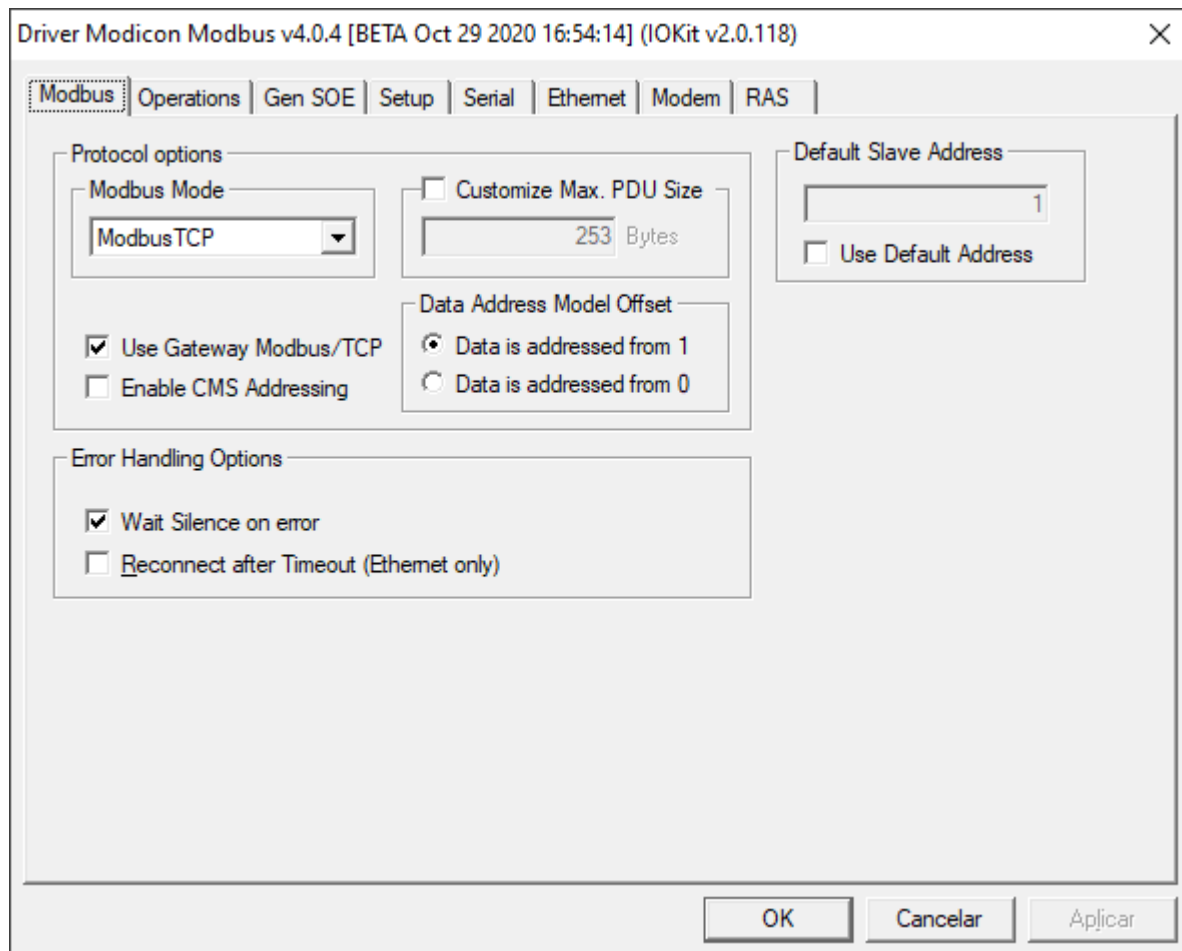 Driver Modicon Modbus v4.0.4 [BETA Oct 29 2020 16:54:14] (IOKit v2.0.118)
Modbus Operations Gen SOE Setup Serial Ethernet Modem RAS
Protocol options
Modbus Mode
ModbusTCP
Customize Max. PDU Size
253 Bytes
Default Slave Address
1
Use Default Address
Use Gateway Modbus/TCP
Enable CMS Addressing
Data Address Model Offset
Data is addressed from 1
Data is addressed from 0
Error Handling Options
Wait Silence on error
Reconnect after Timeout (Ethernet only)
OK Cancelar Aplicar